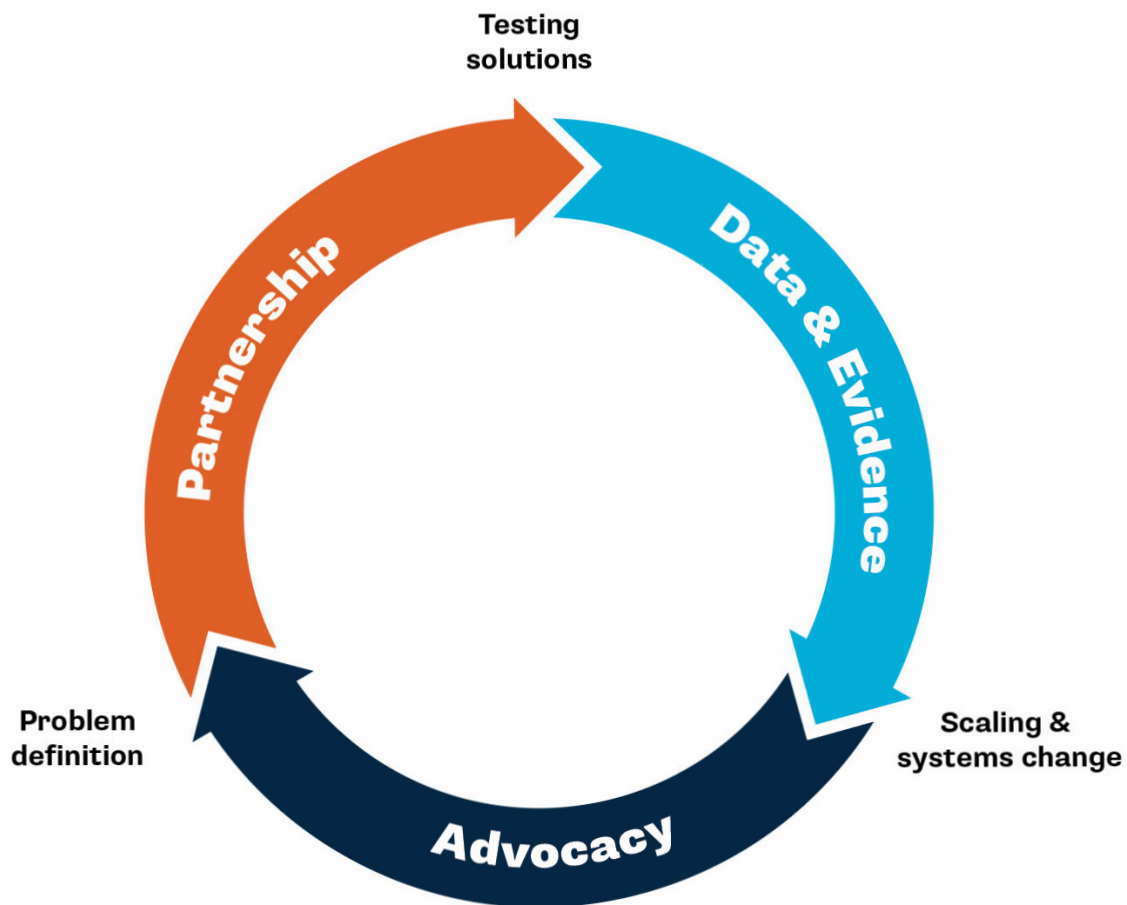 Testing
solutions
Partnership
Data & Evidence
Problem
definition
Scaling &
systems change
Advocacy